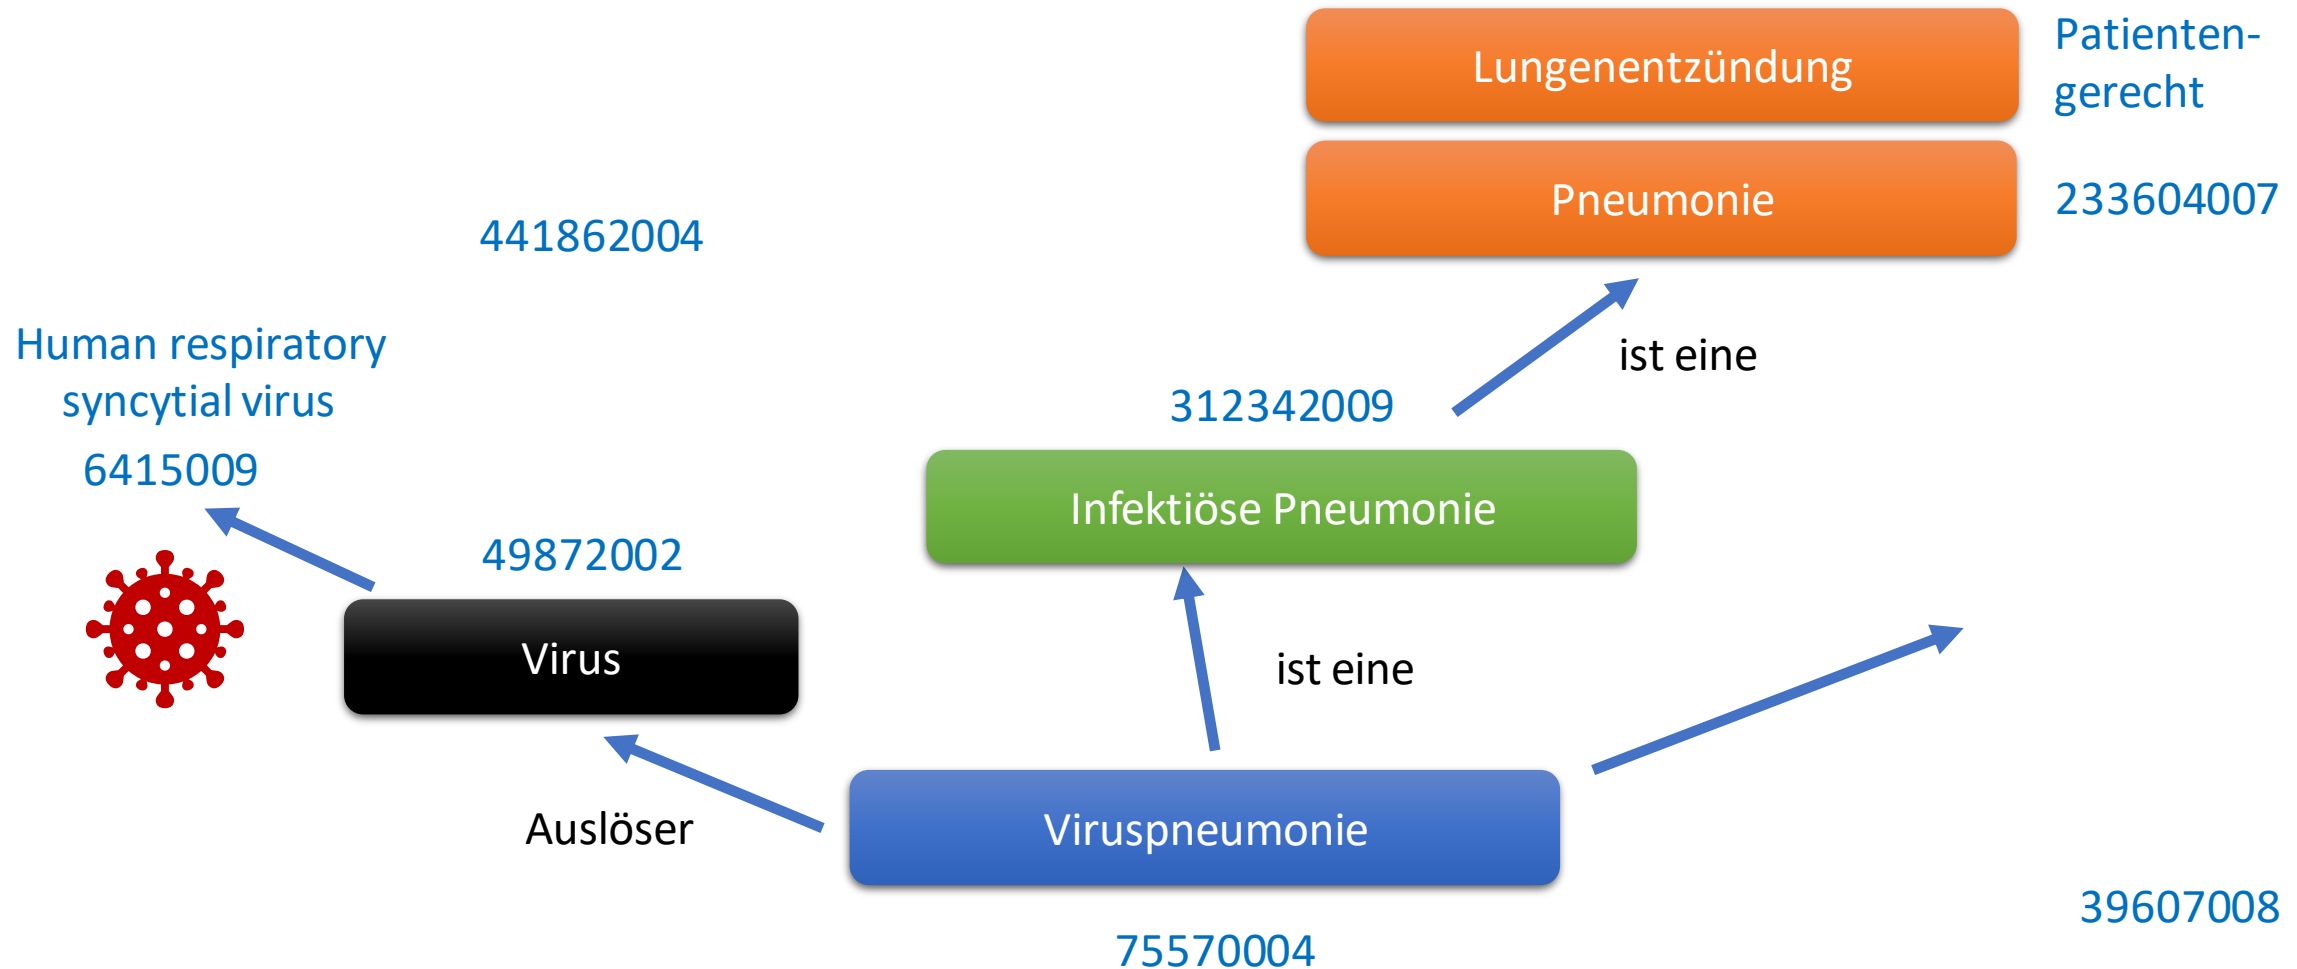 Lungenentzündung
Patienten-
gerecht
Pneumonie
233604007
441862004
Human respiratory
syncytial virus
6415009
ist eine
312342009
Infektiöse Pneumonie
49872002
Virus
ist eine
Auslöser
Viruspneumonie
75570004
39607008